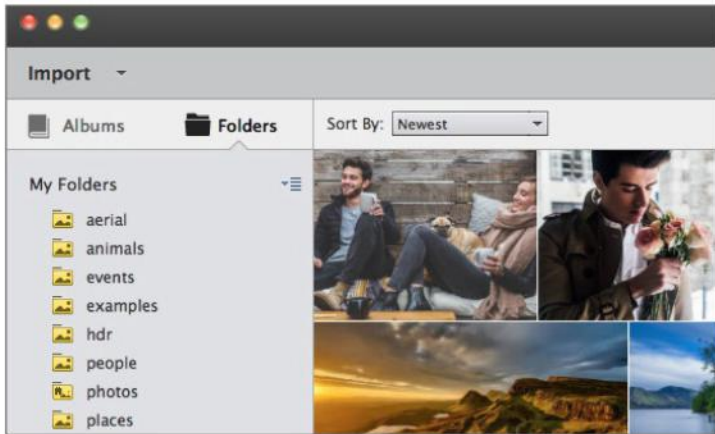 Import
Albums
Folders
Sort By: Newest
My Folders
aerial
animals
events
examples
hdr
people
photos
places